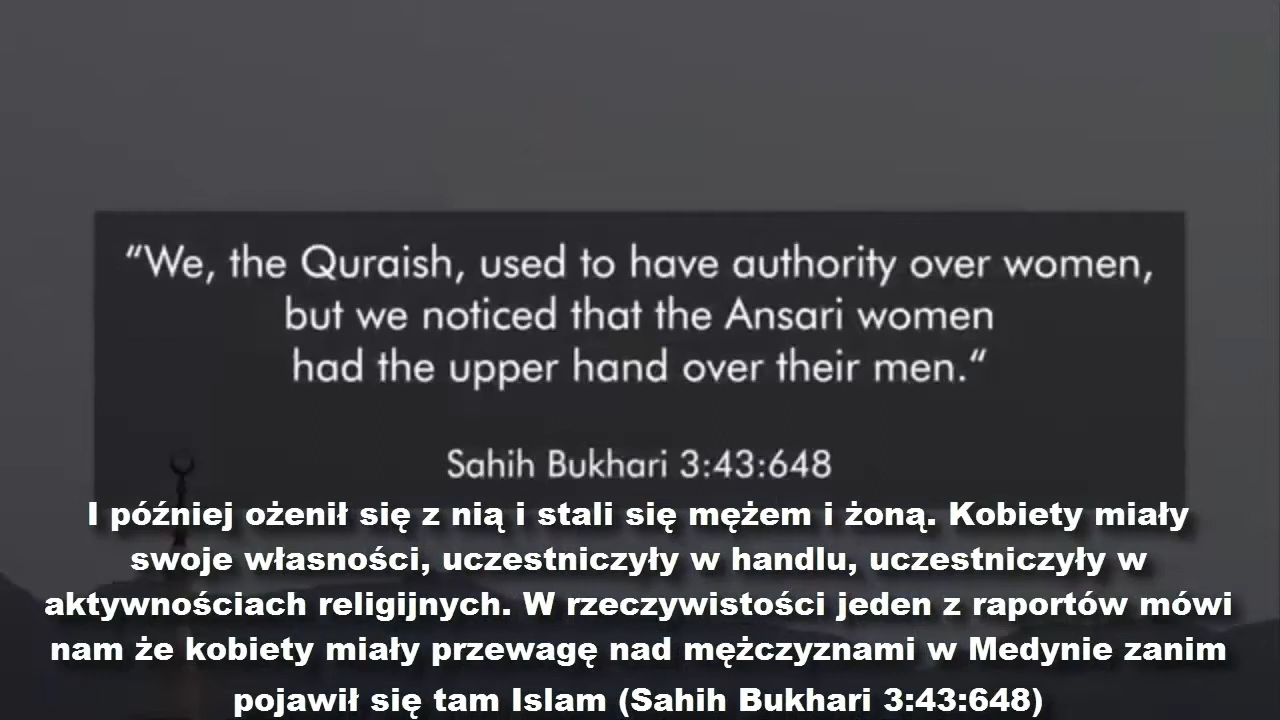 “We, the Quraish, used to have authority over women,
but we noticed that the Ansari women
had the upper hand over their men.“
Sahih Bukhari 3:43:648
I później ożenił się z nią i stali się mężem i żoną. Kobiety miały
swoje własności, uczestniczyły w handlu, uczestniczyły w
aktywnościach religijnych. W rzeczywistości jeden z raportów mówi
nam że kobiety miały przewagę nad mężczyznami w Medynie zanim
pojawił się tam Islam (Sahih Bukhari 3:43:648)